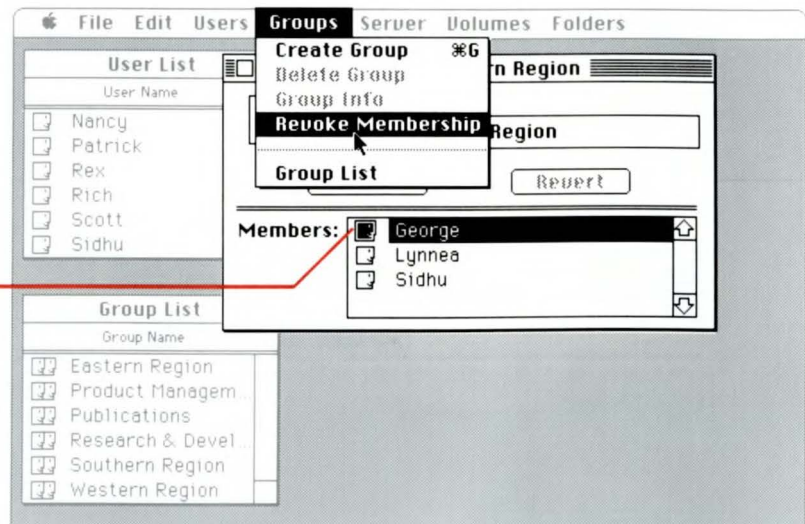 File Edit Users Groups Server Volumes Folders
Create Group ⌘G
Delete Group
Group Info
Revoke Membership
Group List
User List
User Name
Nancy
Patrick
Rex
Rich
Scott
Sidhu
rn Region
Region
Revert
Members:
George
Lynnea
Sidhu
Group List
Group Name
Eastern Region
Product Managem...
Publications
Research & Devel...
Southern Region
Western Region